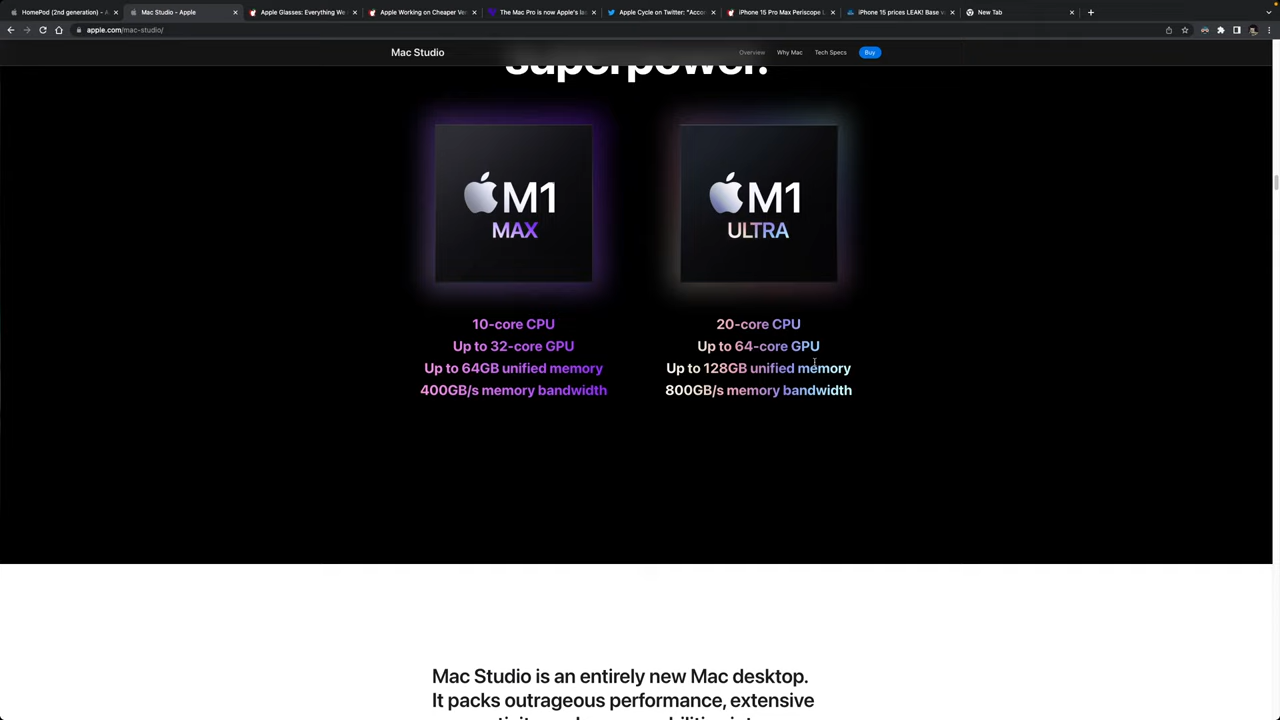 HomePod (2nd generation) - A
Mac Studio - Apple
Apple Glasses: Everything We
Apple Working on Cheaper Ver
The Mac Pro is now Apple's la
Apple Cycle on Twitter: "Acco
iPhone 15 Pro Max Periscope L
iPhone 15 prices LEAK! Base v
New Tab
apple.com/mac-studio/
Mac Studio
Overview
Why Mac
Tech Specs
Buy
superpower.
M1
MAX
M1
ULTRA
10-core CPU
Up to 32-core GPU
Up to 64GB unified memory
400GB/s memory bandwidth
20-core CPU
Up to 64-core GPU
Up to 128GB unified memory
800GB/s memory bandwidth
Mac Studio is an entirely new Mac desktop.
It packs outrageous performance, extensive